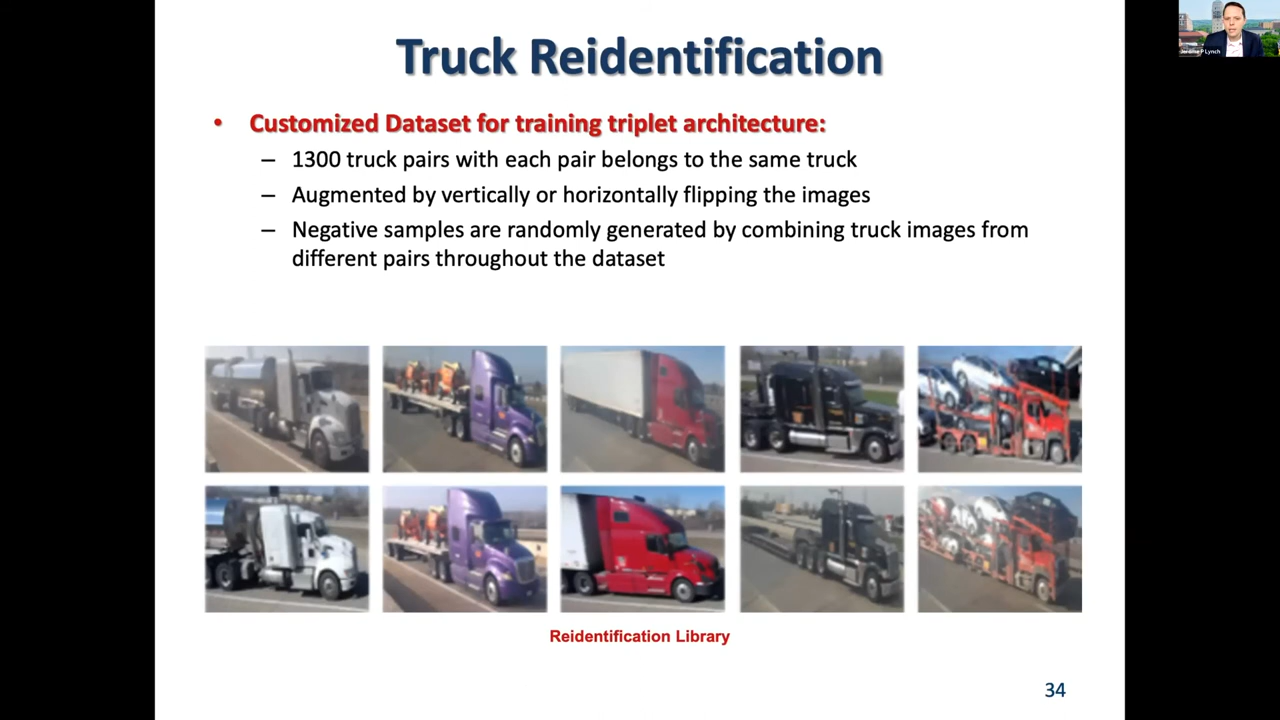 Truck Reidentification
Jerome P Lynch
• Customized Dataset for training triplet architecture:
– 1300 truck pairs with each pair belongs to the same truck
– Augmented by vertically or horizontally flipping the images
– Negative samples are randomly generated by combining truck images from
different pairs throughout the dataset
Reidentification Library
34